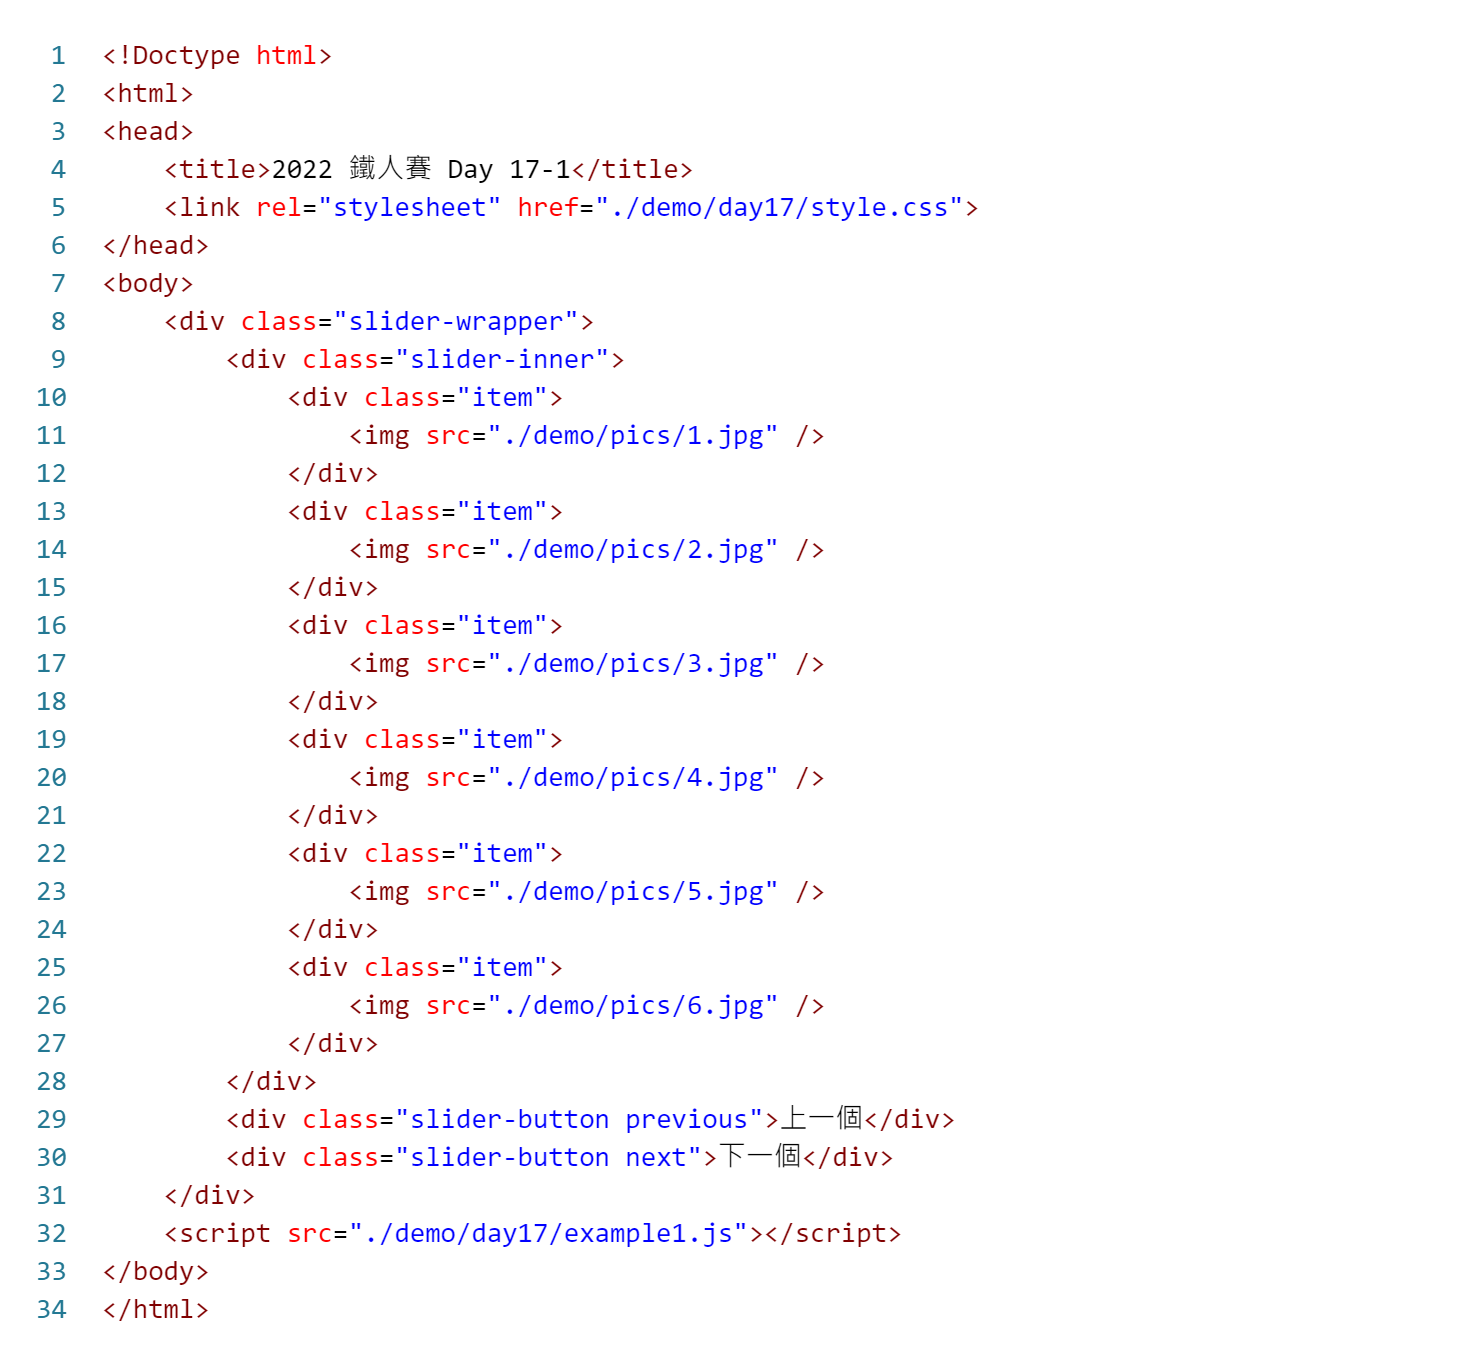 1 <!Doctype html>
2 <html>
3 <head>
4     <title>2022 鐵人賽 Day 17-1</title>
5     <link rel="stylesheet" href="./demo/day17/style.css">
6 </head>
7 <body>
8     <div class="slider-wrapper">
9         <div class="slider-inner">
10             <div class="item">
11                 <img src="./demo/pics/1.jpg" />
12             </div>
13             <div class="item">
14                 <img src="./demo/pics/2.jpg" />
15             </div>
16             <div class="item">
17                 <img src="./demo/pics/3.jpg" />
18             </div>
19             <div class="item">
20                 <img src="./demo/pics/4.jpg" />
21             </div>
22             <div class="item">
23                 <img src="./demo/pics/5.jpg" />
24             </div>
25             <div class="item">
26                 <img src="./demo/pics/6.jpg" />
27             </div>
28         </div>
29         <div class="slider-button previous">上一個</div>
30         <div class="slider-button next">下一個</div>
31     </div>
32     <script src="./demo/day17/example1.js"></script>
33 </body>
34 </html>